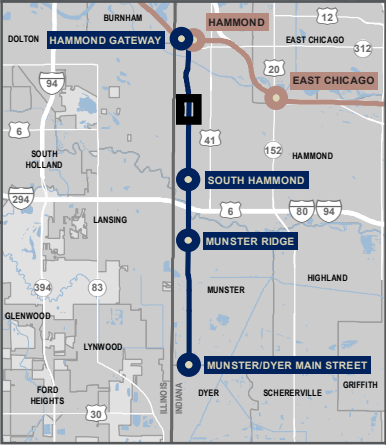 BURNHAM
HAMMOND
12
DOLTON
HAMMOND GATEWAY
EAST CHICAGO
312
20
94
EAST CHICAGO
6
41
152
SOUTH
HOLLAND
HAMMOND
SOUTH HAMMOND
294
6
80
94
LANSING
MUNSTER RIDGE
HIGHLAND
394
83
MUNSTER
GLENWOOD
LYNWOOD
MUNSTER/DYER MAIN STREET
FORD
HEIGHTS
ILLINOIS
INDIANA
DYER
SCHERERVILLE
GRIFFITH
30